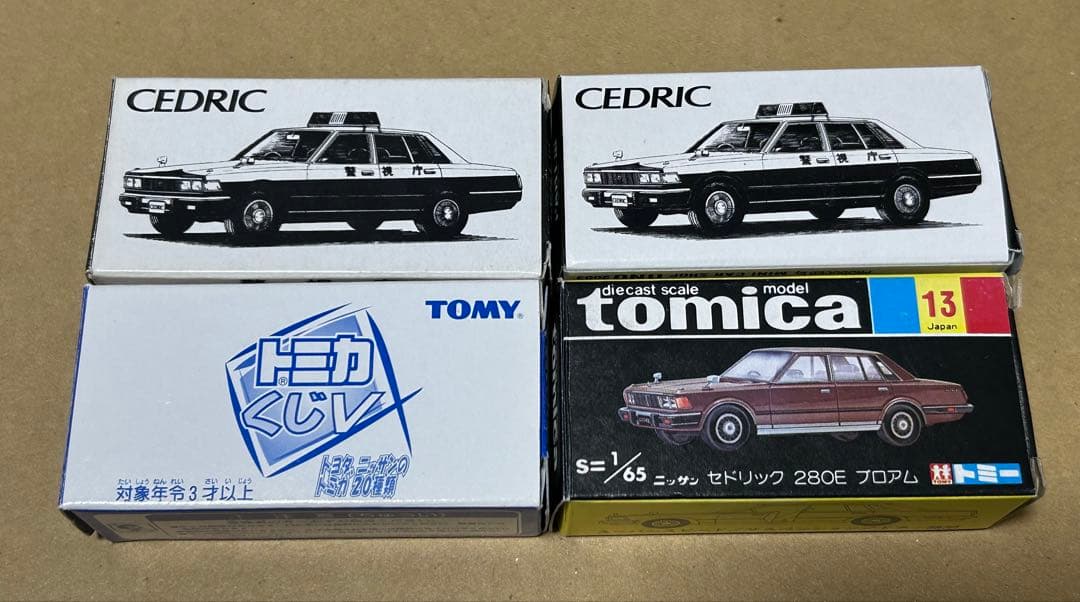 CEDRIC
警視庁
CEDRIC
CEDRIC
警視庁
CEDRIC
TOMY®
トミカ®
くじV
トヨタ、ニッサンの
トミカ 20種類
たいしょうねんれい さいいじょう
対象年令3才以上
diecast scale model
tomica
13
Japan
S=1/65
ニッサン セドリック 280E ブロアム
TOMY
トミー